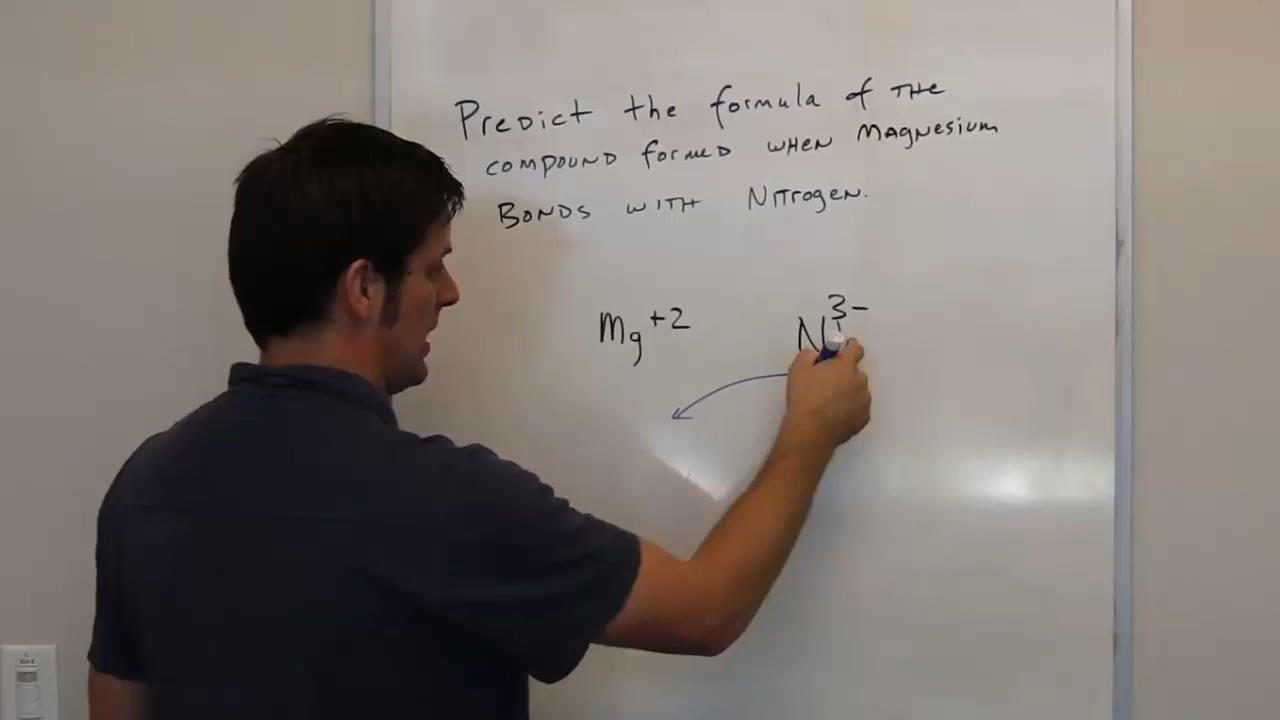 Predict the formula of THE
compound formed when Magnesium
Bonds with Nitrogen.
Mg+2 N3-